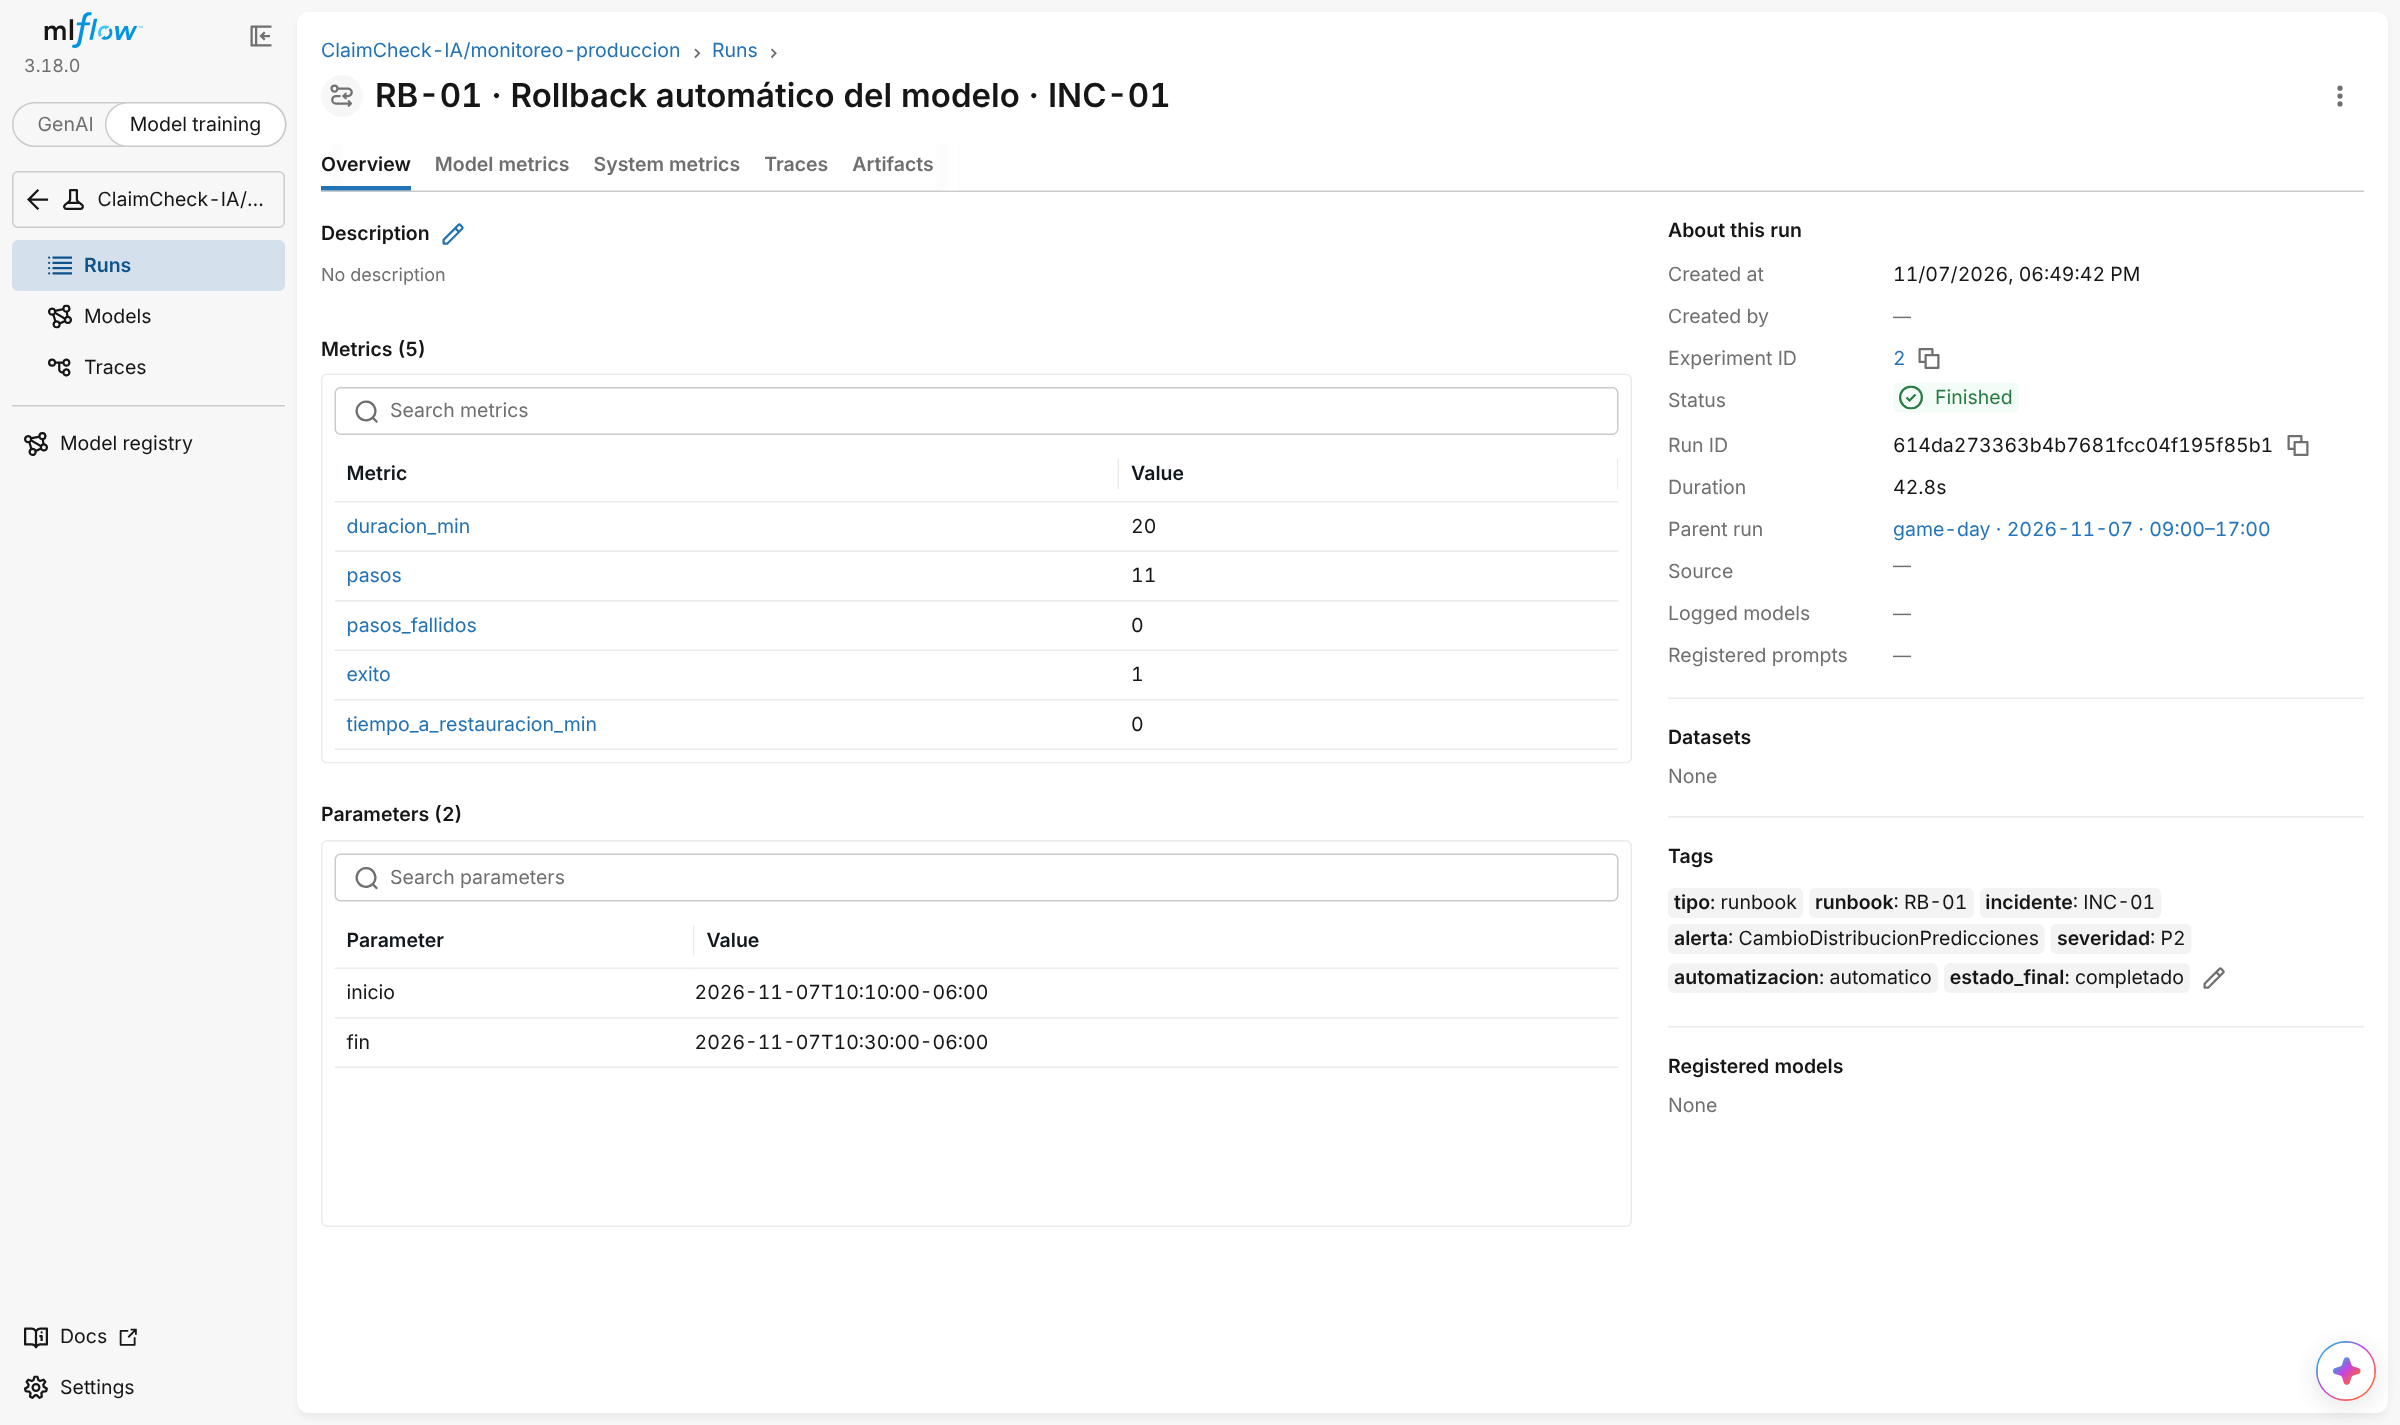 mlflow
3.18.0
GenAI
Model training
ClaimCheck-IA/...
Runs
Models
Traces
Model registry
Docs
Settings
ClaimCheck-IA/monitoreo-produccion > Runs >
RB-01 · Rollback automático del modelo · INC-01
Overview Model metrics System metrics Traces Artifacts
Description
No description
Metrics (5)
Search metrics
Metric Value
duracion_min 20
pasos 11
pasos_fallidos 0
exito 1
tiempo_a_restauracion_min 0
Parameters (2)
Search parameters
Parameter Value
inicio 2026-11-07T10:10:00-06:00
fin 2026-11-07T10:30:00-06:00
About this run
Created at 11/07/2026, 06:49:42 PM
Created by —
Experiment ID 2
Status Finished
Run ID 614da273363b4b7681fcc04f195f85b1
Duration 42.8s
Parent run game-day · 2026-11-07 · 09:00–17:00
Source —
Logged models —
Registered prompts —
Datasets
None
Tags
tipo: runbook runbook: RB-01 incidente: INC-01
alerta: CambioDistribucionPredicciones severidad: P2
automatizacion: automatico estado_final: completado
Registered models
None